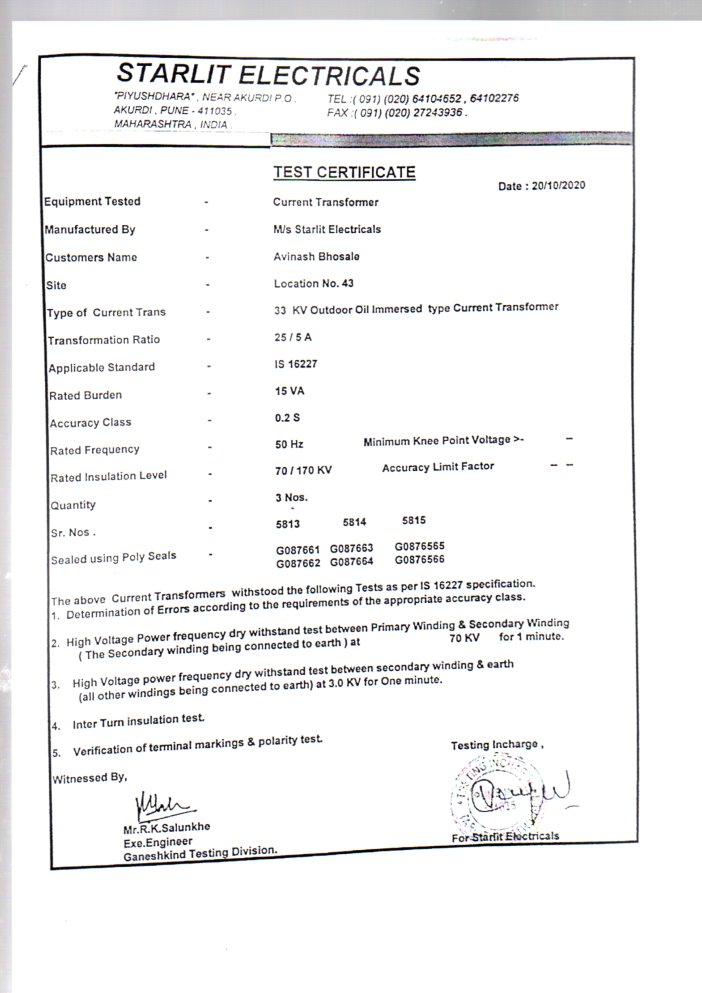 STARLIT ELECTRICALS
"PIYUSHDHARA", NEAR AKURDI P.O. TEL :( 091) (020) 64104652 , 64102276
AKURDI , PUNE - 411035. FAX :( 091) (020) 27243936 .
MAHARASHTRA , INDIA .
TEST CERTIFICATE
Date : 20/10/2020
Equipment Tested - Current Transformer
Manufactured By - M/s Starlit Electricals
Customers Name - Avinash Bhosale
Site - Location No. 43
Type of Current Trans - 33 KV Outdoor Oil Immersed type Current Transformer
Transformation Ratio - 25 / 5 A
Applicable Standard - IS 16227
Rated Burden - 15 VA
Accuracy Class - 0.2 S
Rated Frequency - 50 Hz Minimum Knee Point Voltage >- --
Rated Insulation Level - 70 / 170 KV Accuracy Limit Factor -- --
Quantity - 3 Nos.
Sr. Nos . - 5813 5814 5815
Sealed using Poly Seals - G087661 G087663 G0876565
G087662 G087664 G0876566
The above Current Transformers withstood the following Tests as per IS 16227 specification.
1. Determination of Errors according to the requirements of the appropriate accuracy class.
2. High Voltage Power frequency dry withstand test between Primary Winding & Secondary Winding
( The Secondary winding being connected to earth ) at 70 KV for 1 minute.
3. High Voltage power frequency dry withstand test between secondary winding & earth
(all other windings being connected to earth) at 3.0 KV for One minute.
4. Inter Turn insulation test.
5. Verification of terminal markings & polarity test.
Testing Incharge ,
Witnessed By,
Mr.R.K.Salunkhe
Exe.Engineer
Ganeshkind Testing Division.
For Starlit Electricals